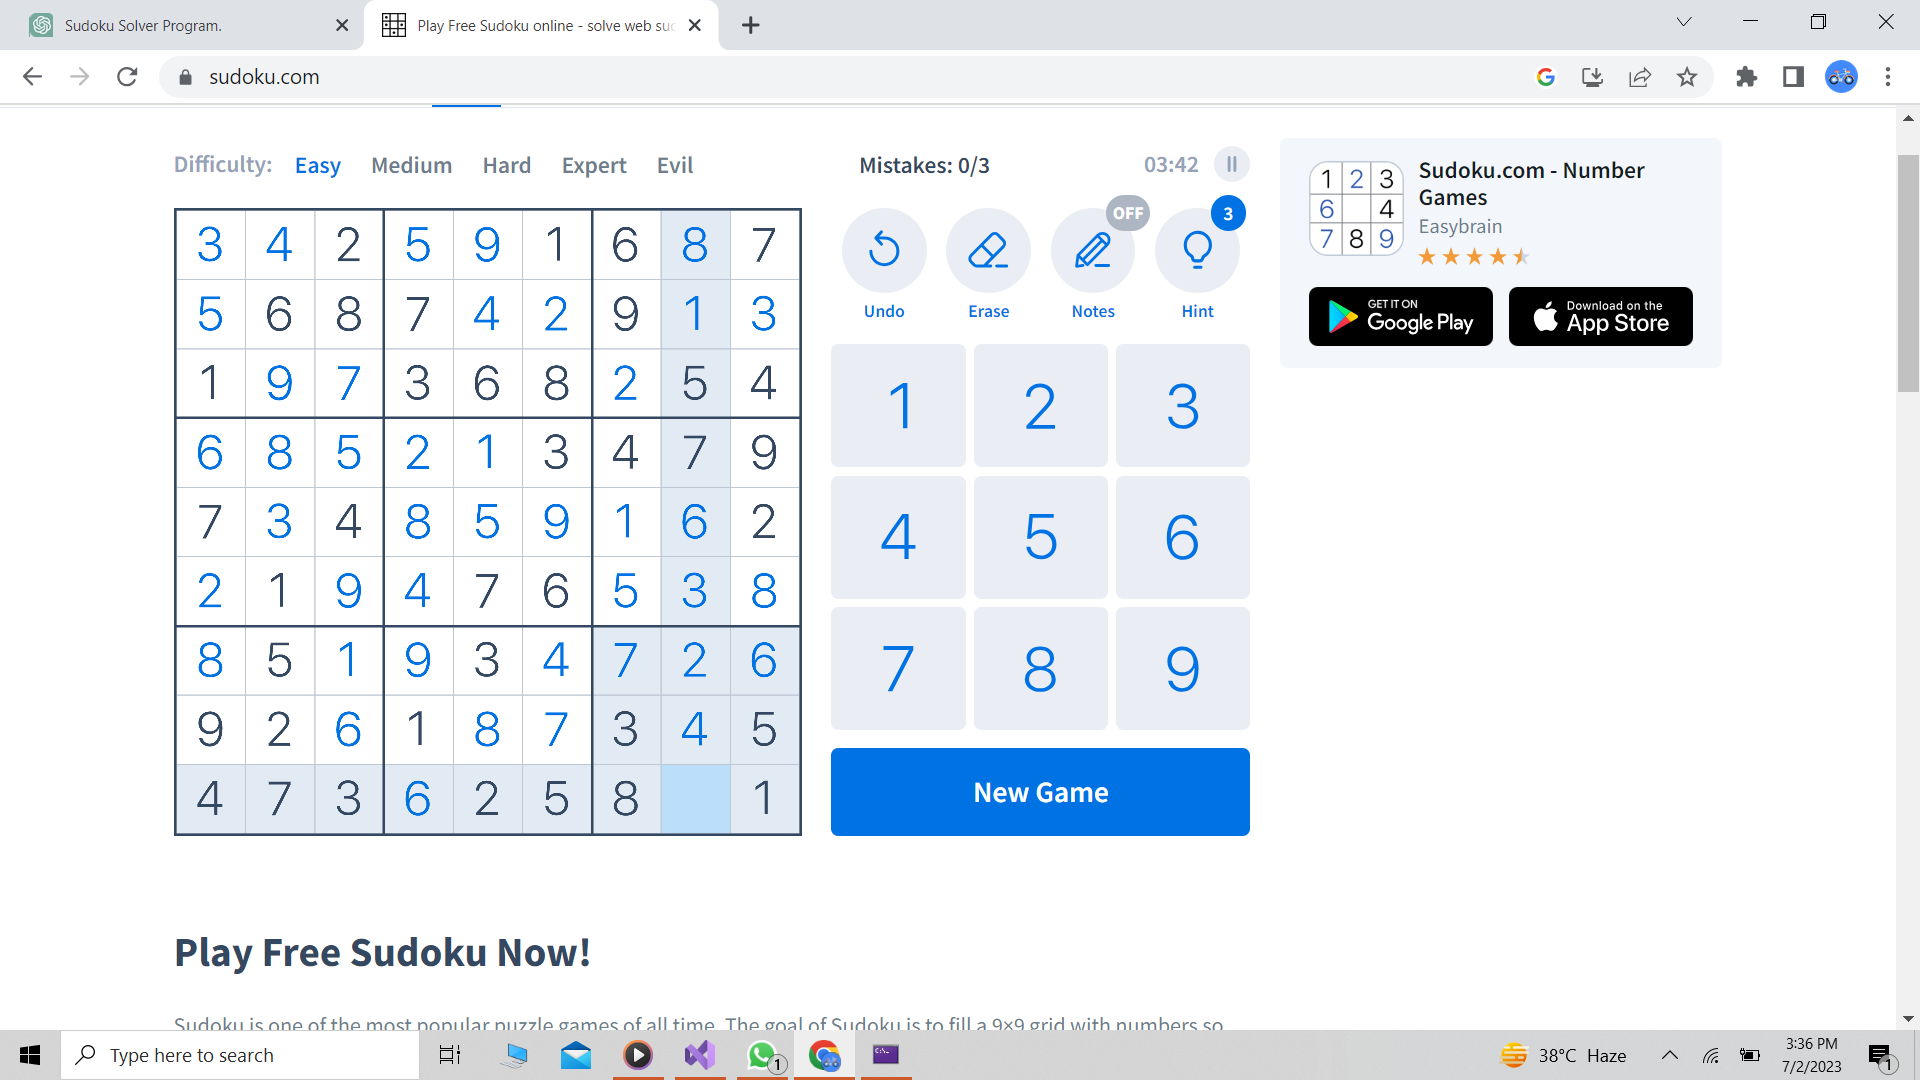 Sudoku Solver Program.
Play Free Sudoku online - solve web su
sudoku.com
Difficulty: Easy Medium Hard Expert Evil
Mistakes: 0/3
03:42
3 4 2 5 9 1 6 8 7
5 6 8 7 4 2 9 1 3
1 9 7 3 6 8 2 5 4
6 8 5 2 1 3 4 7 9
7 3 4 8 5 9 1 6 2
2 1 9 4 7 6 5 3 8
8 5 1 9 3 4 7 2 6
9 2 6 1 8 7 3 4 5
4 7 3 6 2 5 8 1
OFF
3
Undo Erase Notes Hint
1 2 3
4 5 6
7 8 9
New Game
1 2 3
6 4
7 8 9
Sudoku.com - Number
Games
Easybrain
GET IT ON
Google Play
Download on the
App Store
Play Free Sudoku Now!
Sudoku is one of the most popular puzzle games of all time. The goal of Sudoku is to fill a 9×9 grid with numbers so
Type here to search
1
C:\_
38°C Haze
3:36 PM
7/2/2023
1